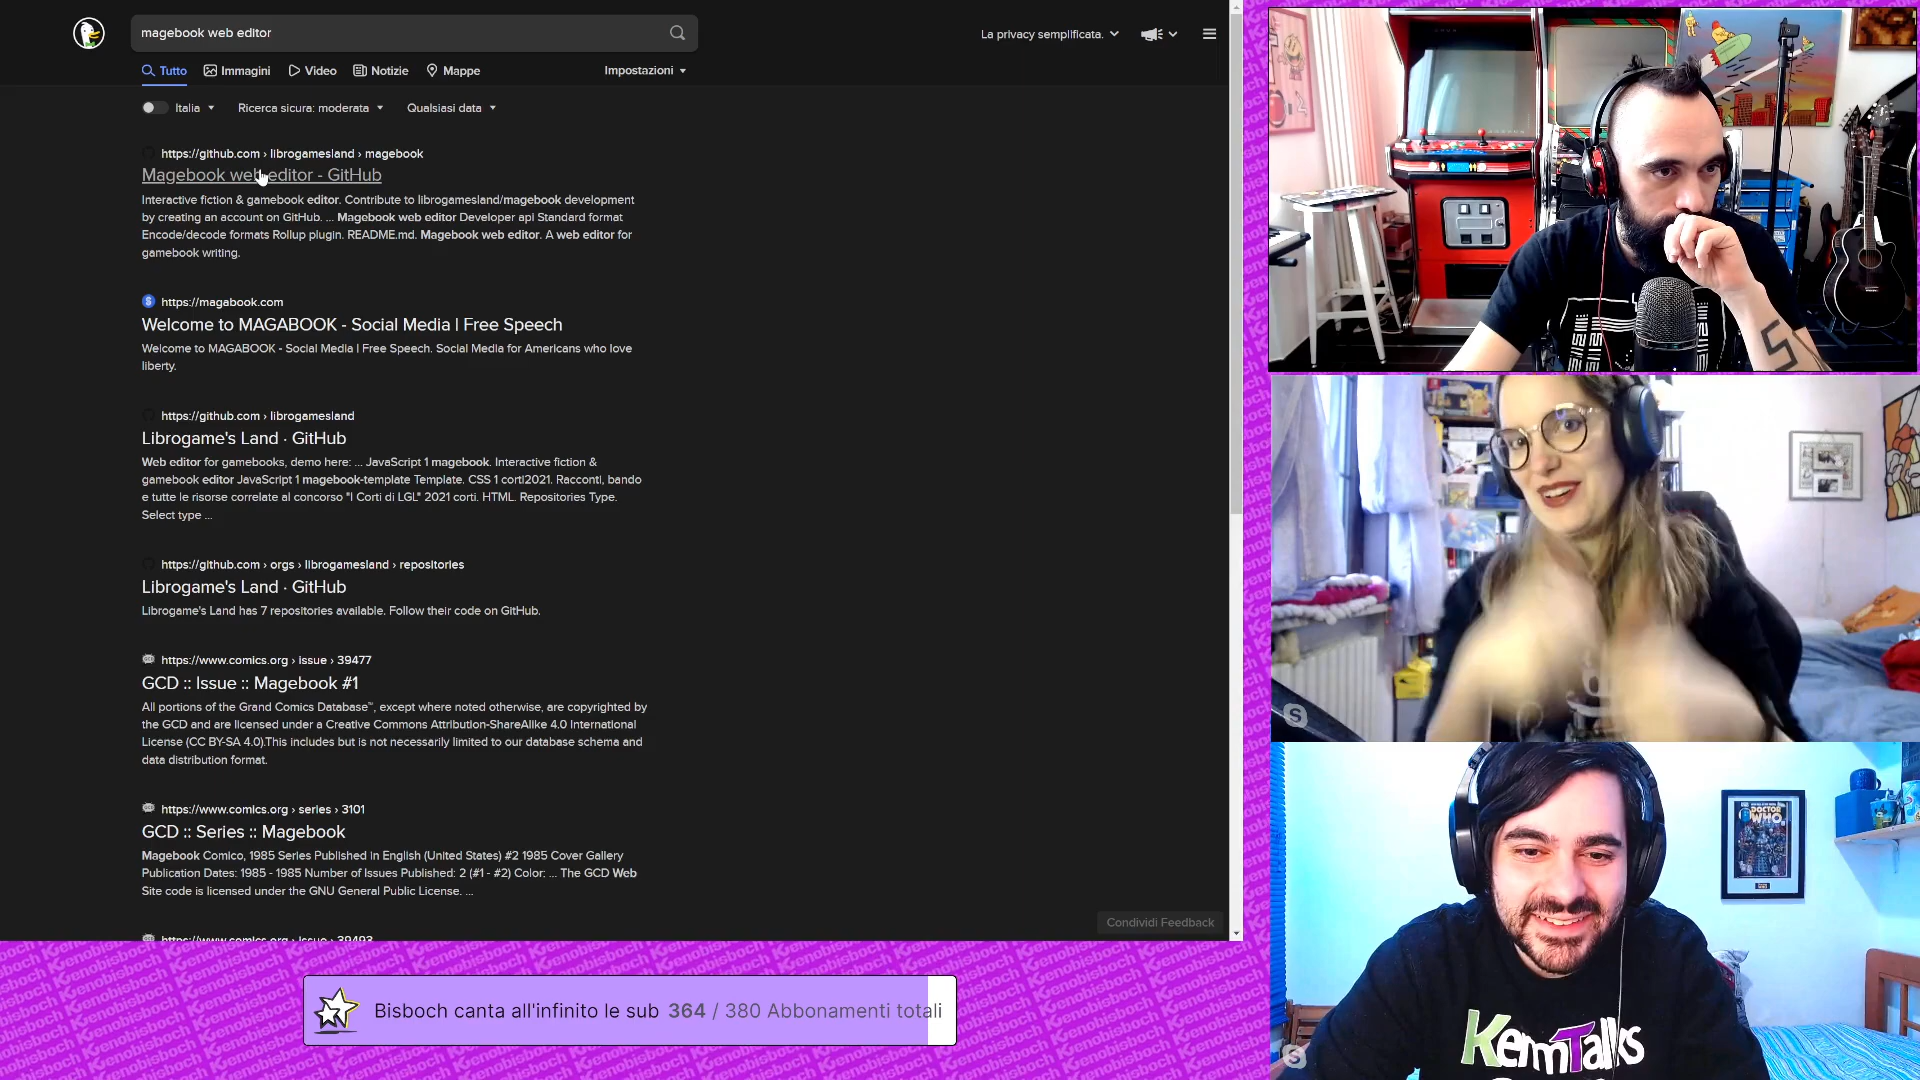 magebook web editor
La privacy semplificata.
Tutto Immagini Video Notizie Mappe Impostazioni
Italia Ricerca sicura: moderata Qualsiasi data
https://github.com › librogamesland › magebook
Magebook web editor - GitHub
Interactive fiction & gamebook editor. Contribute to librogamesland/magebook development
by creating an account on GitHub. ... Magebook web editor Developer api Standard format
Encode/decode formats Rollup plugin. README.md. Magebook web editor. A web editor for
gamebook writing.
https://magabook.com
Welcome to MAGABOOK - Social Media | Free Speech
Welcome to MAGABOOK - Social Media | Free Speech. Social Media for Americans who love
liberty.
https://github.com › librogamesland
Librogame's Land · GitHub
Web editor for gamebooks, demo here: ... JavaScript 1 magebook. Interactive fiction &
gamebook editor JavaScript 1 magebook-template Template. CSS 1 corti2021. Racconti, bando
e tutte le risorse correlate al concorso "I Corti di LGL" 2021 corti. HTML. Repositories Type.
Select type ...
https://github.com › orgs › librogamesland › repositories
Librogame's Land · GitHub
Librogame's Land has 7 repositories available. Follow their code on GitHub.
https://www.comics.org › issue › 39477
GCD :: Issue :: Magebook #1
All portions of the Grand Comics Database™, except where noted otherwise, are copyrighted by
the GCD and are licensed under a Creative Commons Attribution-ShareAlike 4.0 International
License (CC BY-SA 4.0).This includes but is not necessarily limited to our database schema and
data distribution format.
https://www.comics.org › series › 3101
GCD :: Series :: Magebook
Magebook Comico, 1985 Series Published in English (United States) #2 1985 Cover Gallery
Publication Dates: 1985 - 1985 Number of Issues Published: 2 (#1 - #2) Color: ... The GCD Web
Site code is licensed under the GNU General Public License. ...
https://www.comics.org › issue › 39493
Condividi Feedback
Bisboch canta all'infinito le sub 364 / 380 Abbonamenti totali
DOCTOR
WHO
KenniTalks